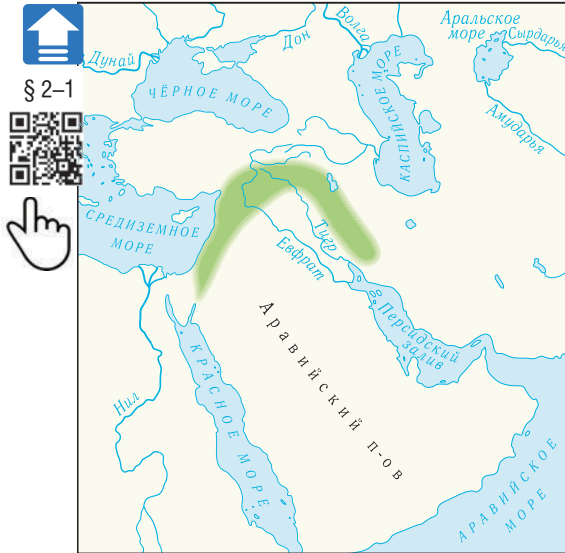 § 2–1
Дунай
Дон
Волга
Аральское
море
Сырдарья
Амударья
ЧЁРНОЕ МОРЕ
КАСПИЙСКОЕ МОРЕ
СРЕДИЗЕМНОЕ
МОРЕ
Тигр
Евфрат
Персидский
залив
Аравийский п-ов
Нил
КРАСНОЕ МОРЕ
АРАВИЙСКОЕ
МОРЕ